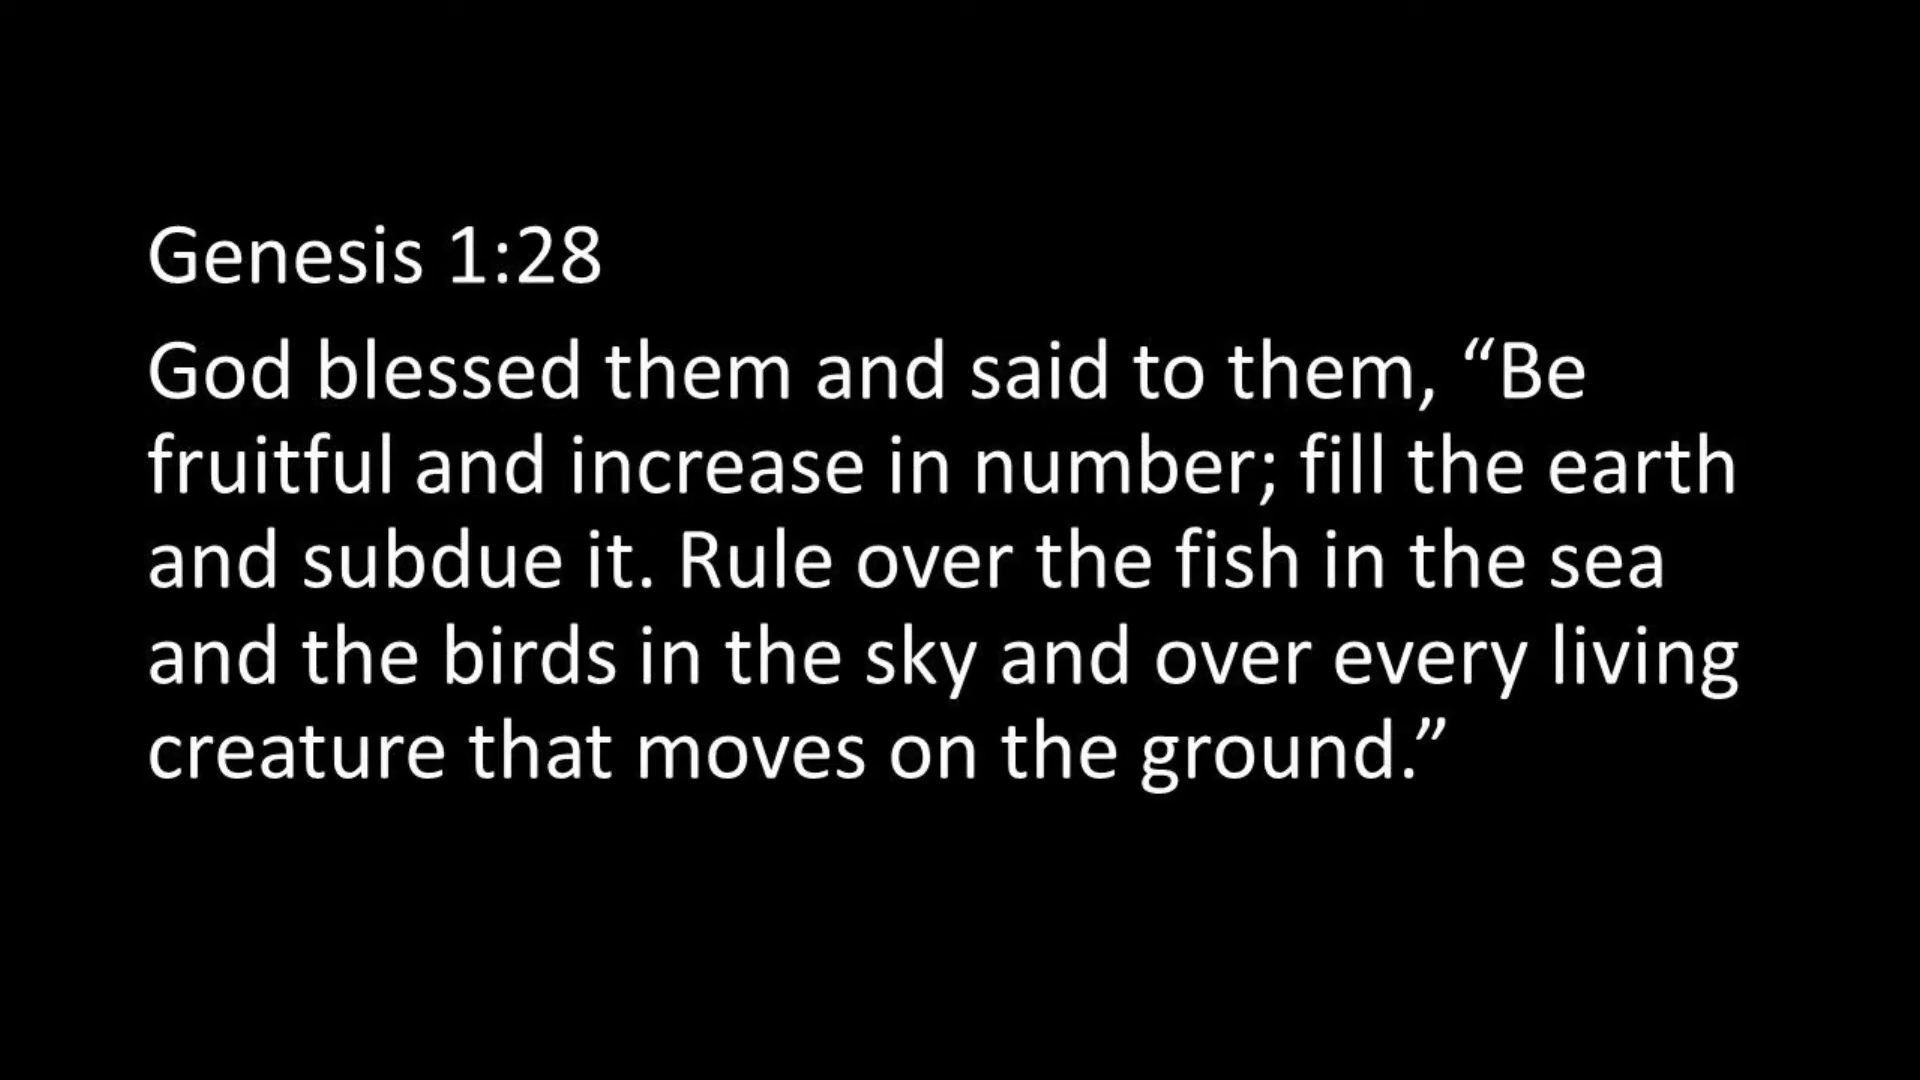 Genesis 1:28
God blessed them and said to them, “Be
fruitful and increase in number; fill the earth
and subdue it. Rule over the fish in the sea
and the birds in the sky and over every living
creature that moves on the ground.”